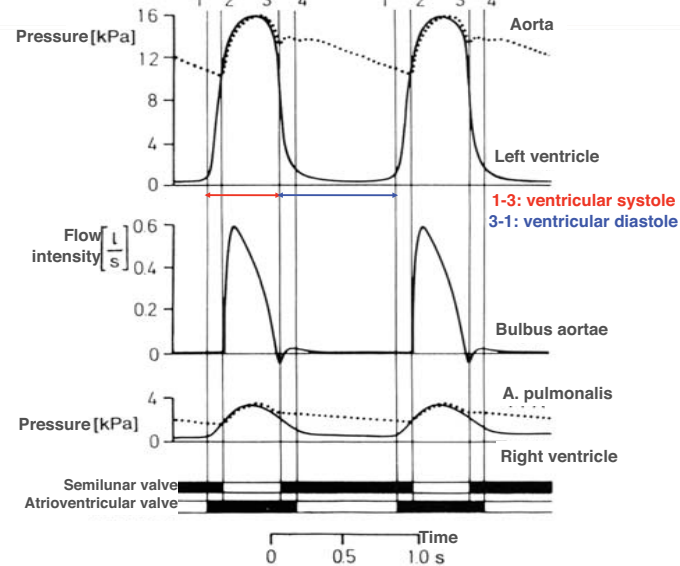 1 2 3 4 1 2 3 4
16
Aorta
Pressure [kPa]
12
8
4
Left ventricle
0
1-3: ventricular systole
3-1: ventricular diastole
0.6
Flow
intensity [l/s]
0.4
0.2
Bulbus aortae
0
4
A. pulmonalis
Pressure [kPa]
0
Right ventricle
Semilunar valve
Atrioventricular valve
Time
0 0.5 1.0 s